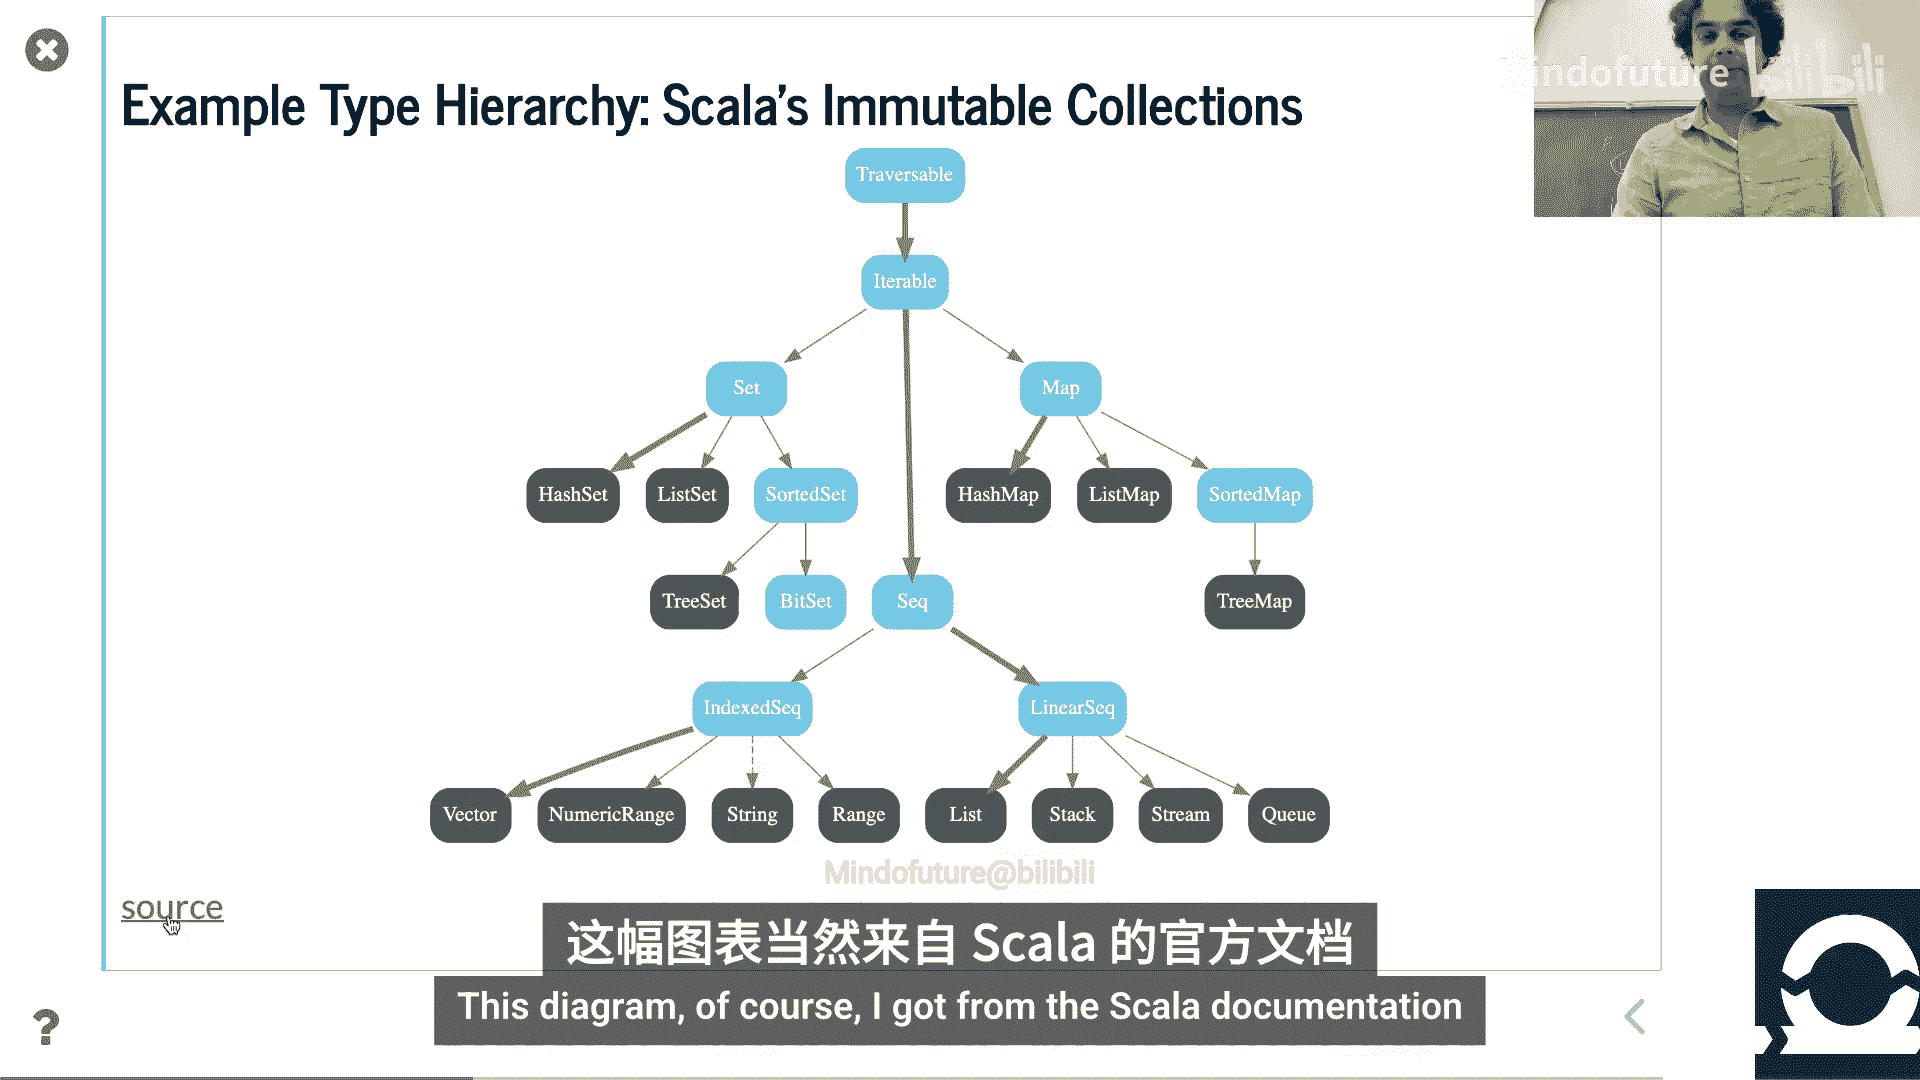 Example Type Hierarchy: Scala's Immutable Collections
Mindofuture bilibili
Traversable
Iterable
Set
Map
HashSet
ListSet
SortedSet
HashMap
ListMap
SortedMap
TreeSet
BitSet
Seq
TreeMap
IndexedSeq
LinearSeq
Vector
NumericRange
String
Range
List
Stack
Stream
Queue
Mindofuture@bilibili
source
这幅图表当然来自 Scala 的官方文档
This diagram, of course, I got from the Scala documentation
?